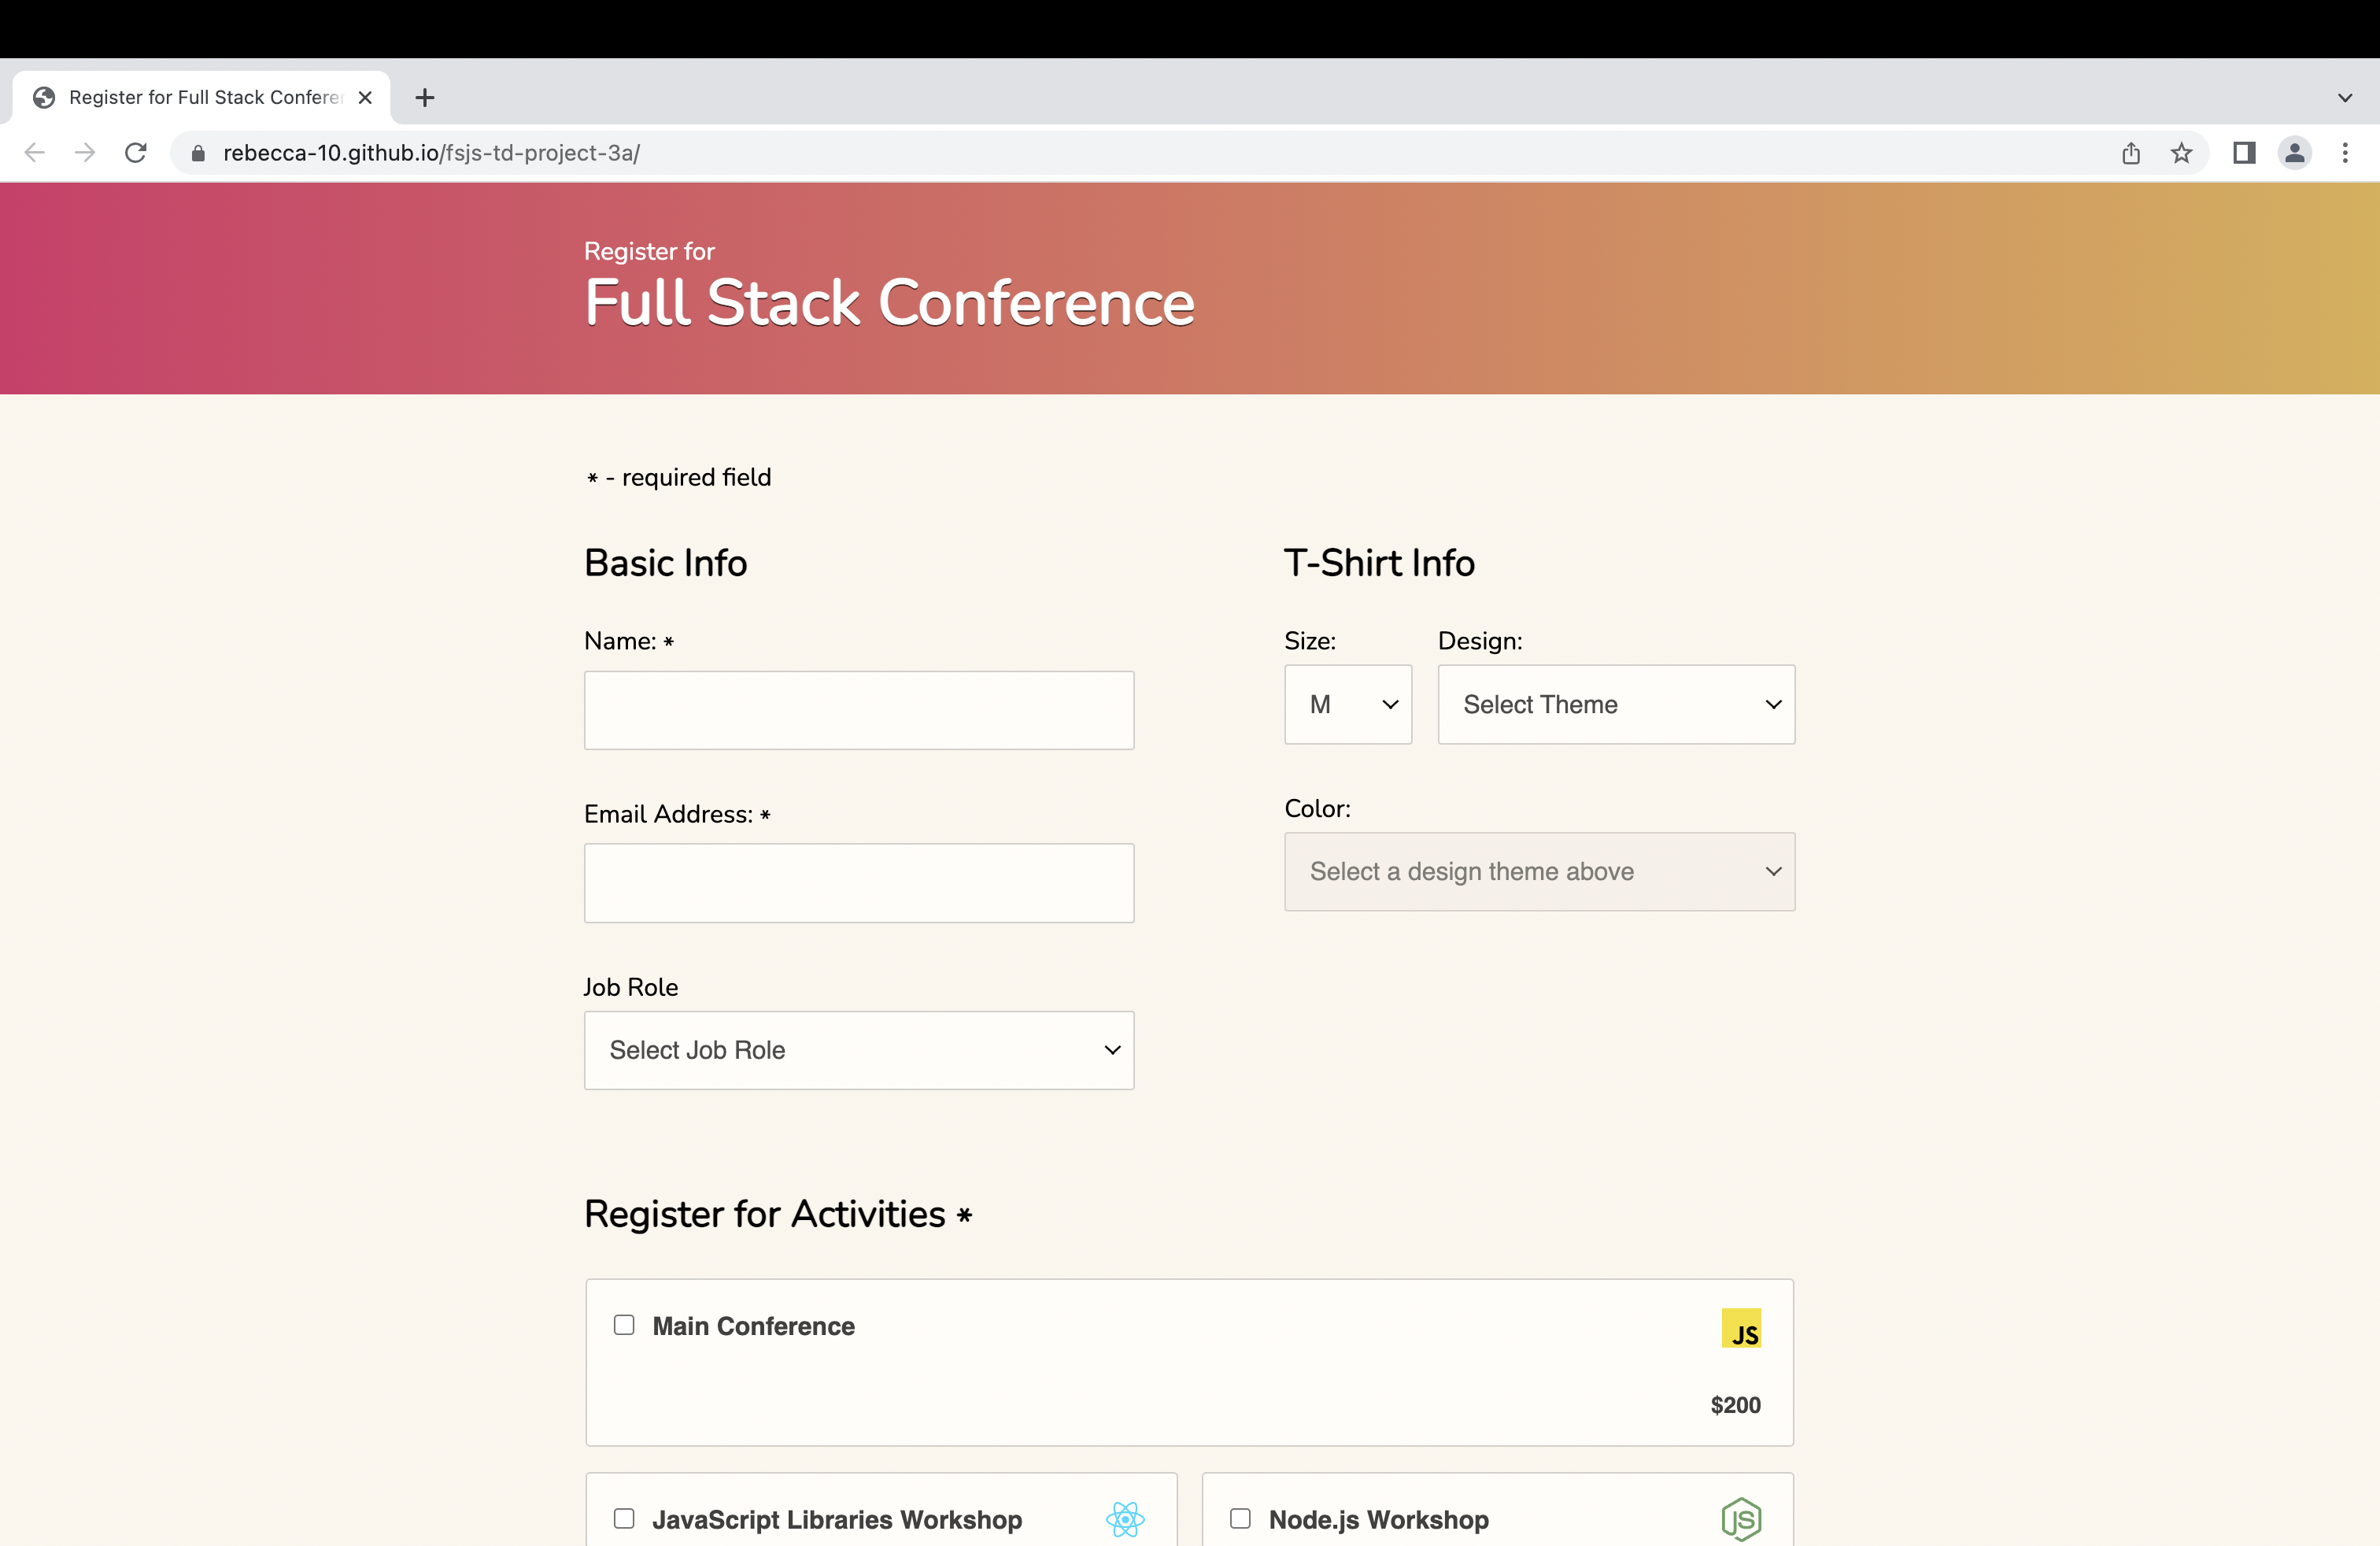 Register for Full Stack Confere
rebecca-10.github.io/fsjs-td-project-3a/
Register for
Full Stack Conference
* - required field
Basic Info
Name: *
Email Address: *
Job Role
Select Job Role
T-Shirt Info
Size:
Design:
M
Select Theme
Color:
Select a design theme above
Register for Activities *
Main Conference
JS
$200
JavaScript Libraries Workshop
Node.js Workshop
JS